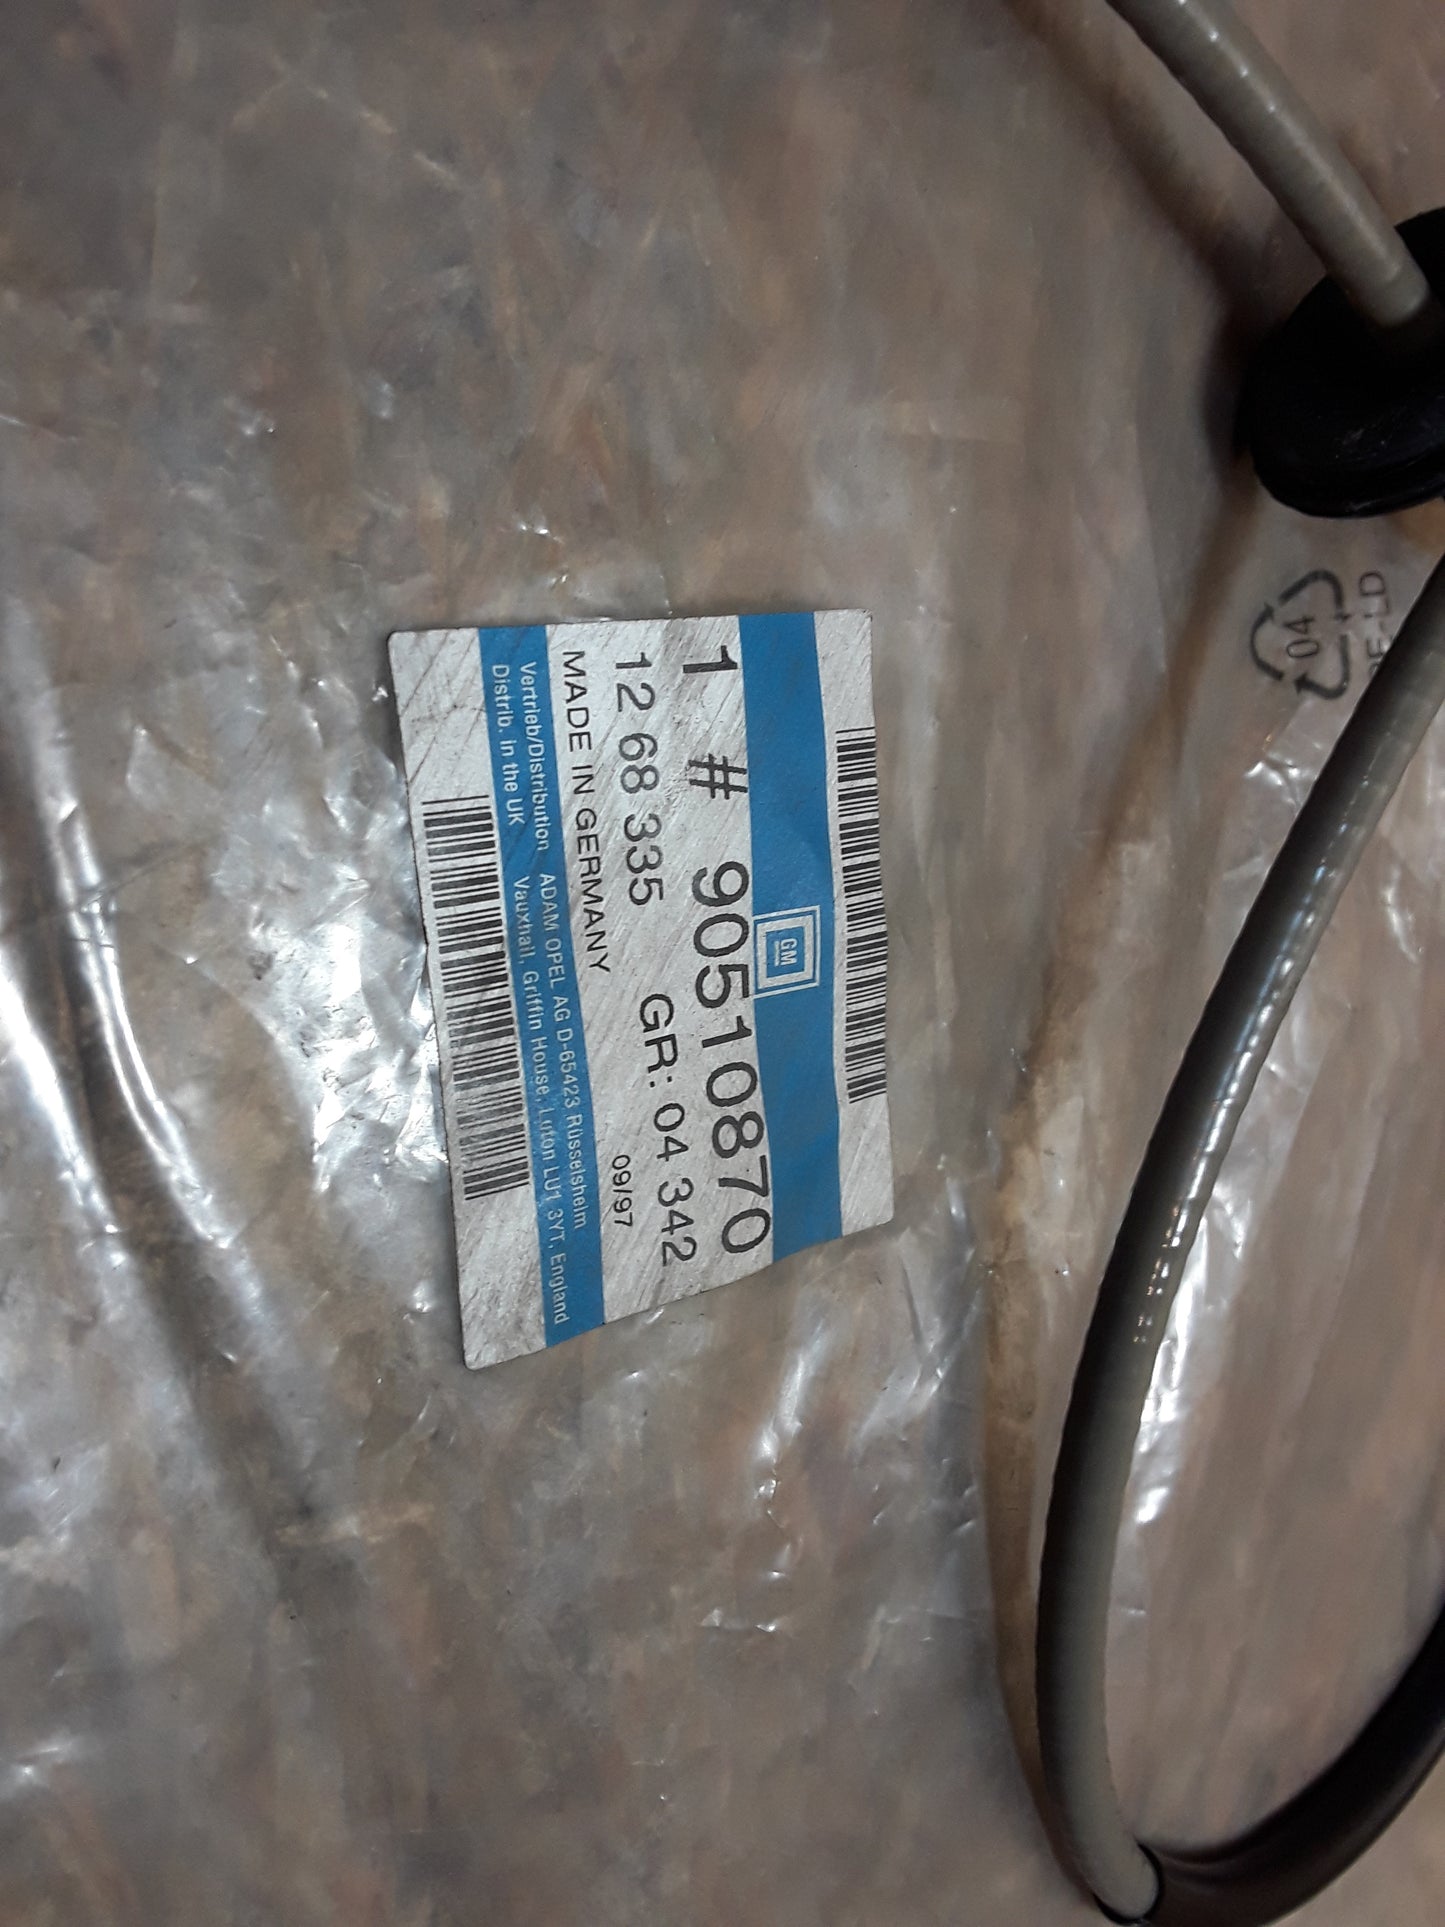 GM
1 # 90510870
12 68 335 GR: 04 342
MADE IN GERMANY 09/97
Vertrieb/Distribution ADAM OPEL AG D-65423 Rüsselsheim
Distrib. in the UK Vauxhall, Griffin House, Luton LU1 3YT, England
04